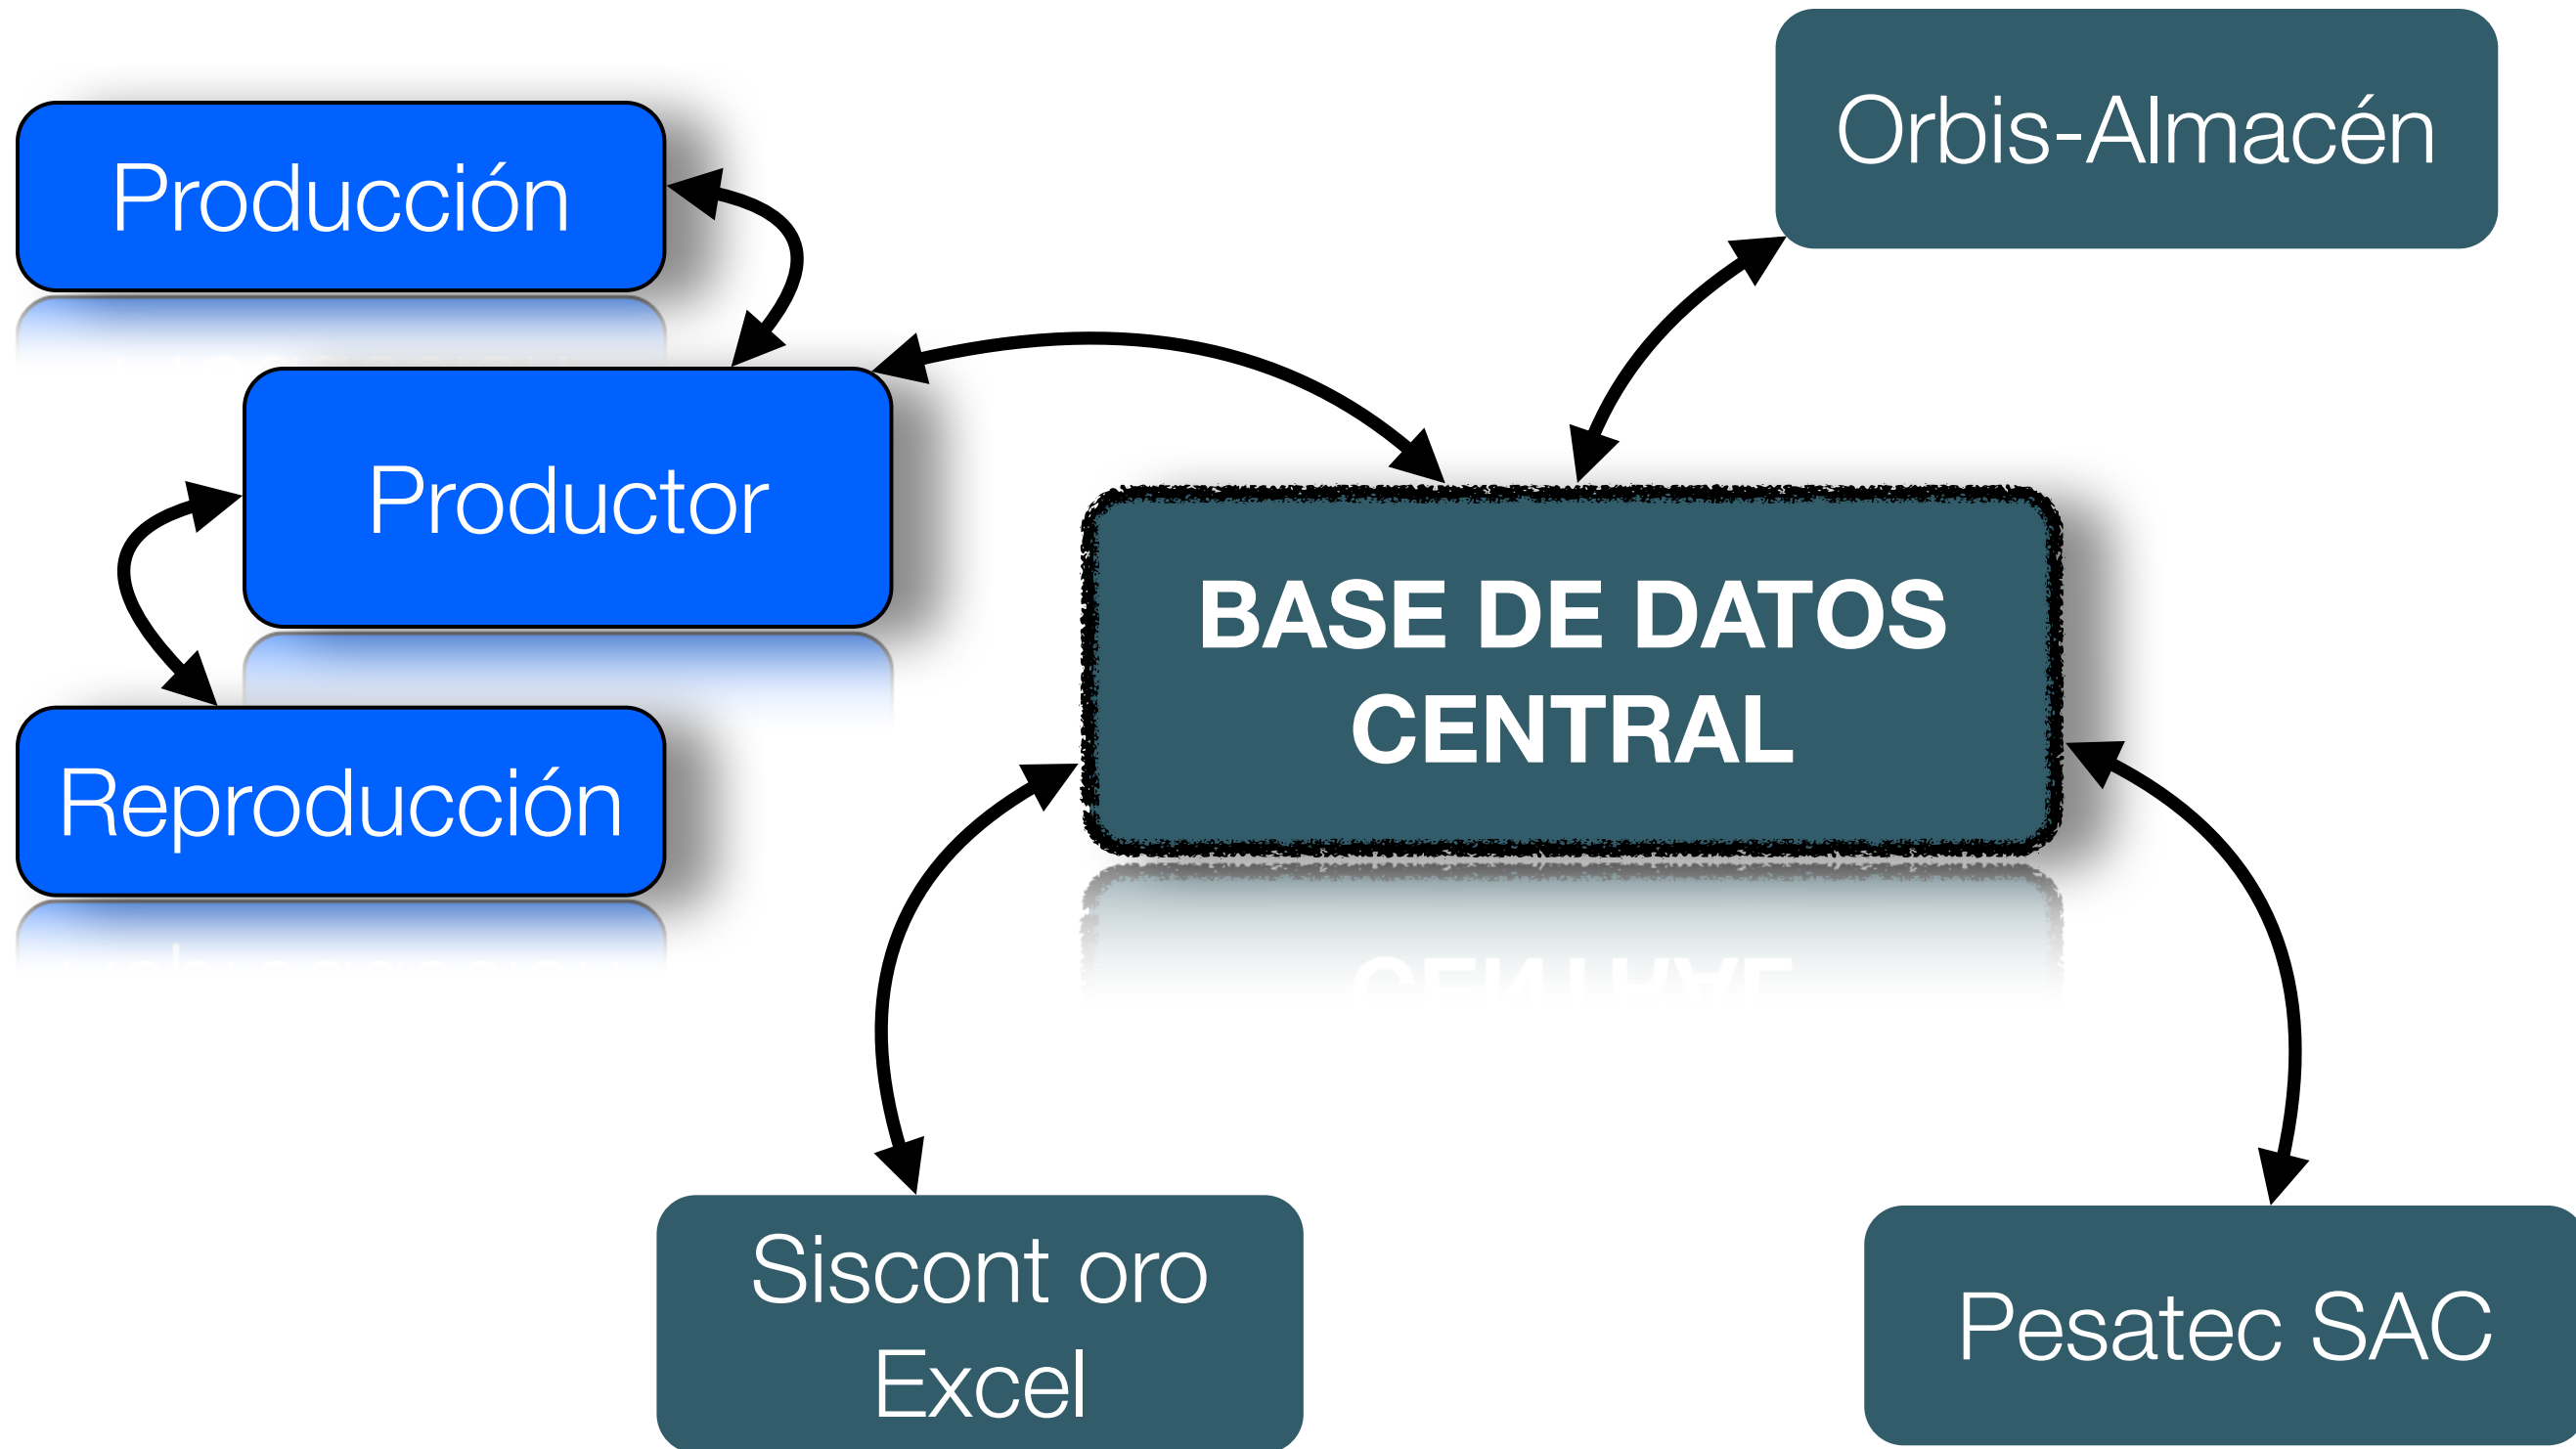 Producción
Orbis-Almacén
Productor
BASE DE DATOS
CENTRAL
Reproducción
Siscont oro
Excel
Pesatec SAC